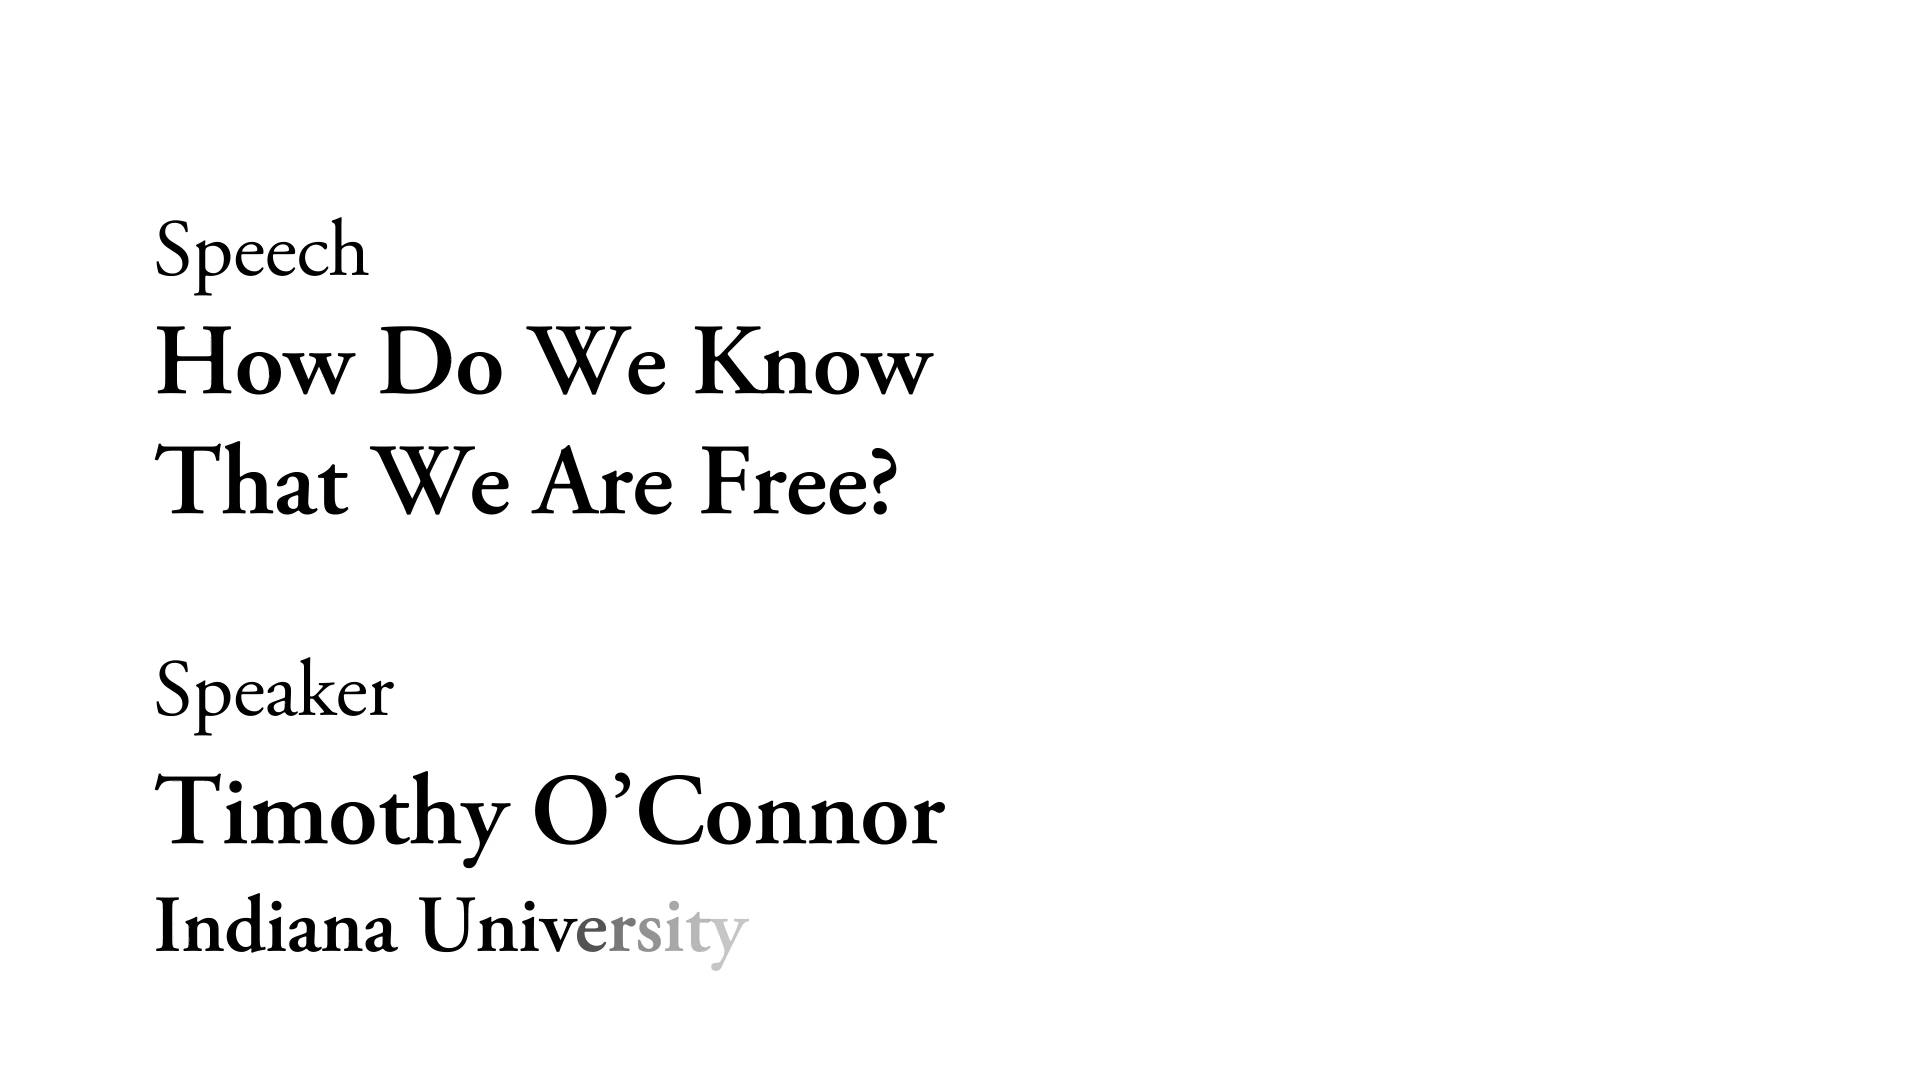 Speech
How Do We Know
That We Are Free?
Speaker
Timothy O’Connor
Indiana University